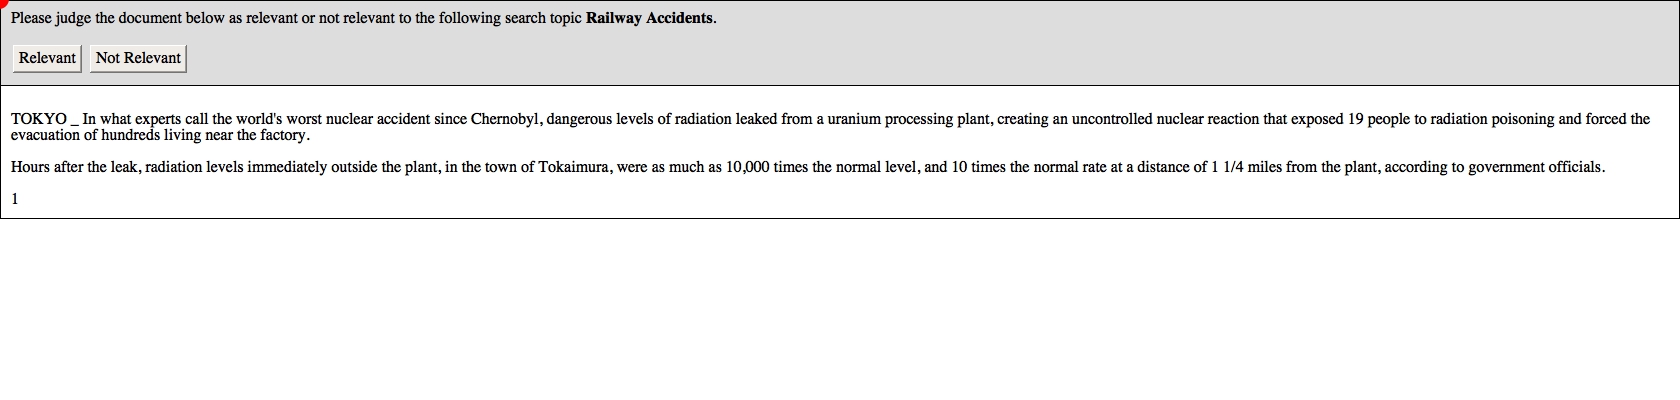 Please judge the document below as relevant or not relevant to the following search topic Railway Accidents.
Relevant Not Relevant
TOKYO _ In what experts call the world's worst nuclear accident since Chernobyl, dangerous levels of radiation leaked from a uranium processing plant, creating an uncontrolled nuclear reaction that exposed 19 people to radiation poisoning and forced the
evacuation of hundreds living near the factory.
Hours after the leak, radiation levels immediately outside the plant, in the town of Tokaimura, were as much as 10,000 times the normal level, and 10 times the normal rate at a distance of 1 1/4 miles from the plant, according to government officials.
1